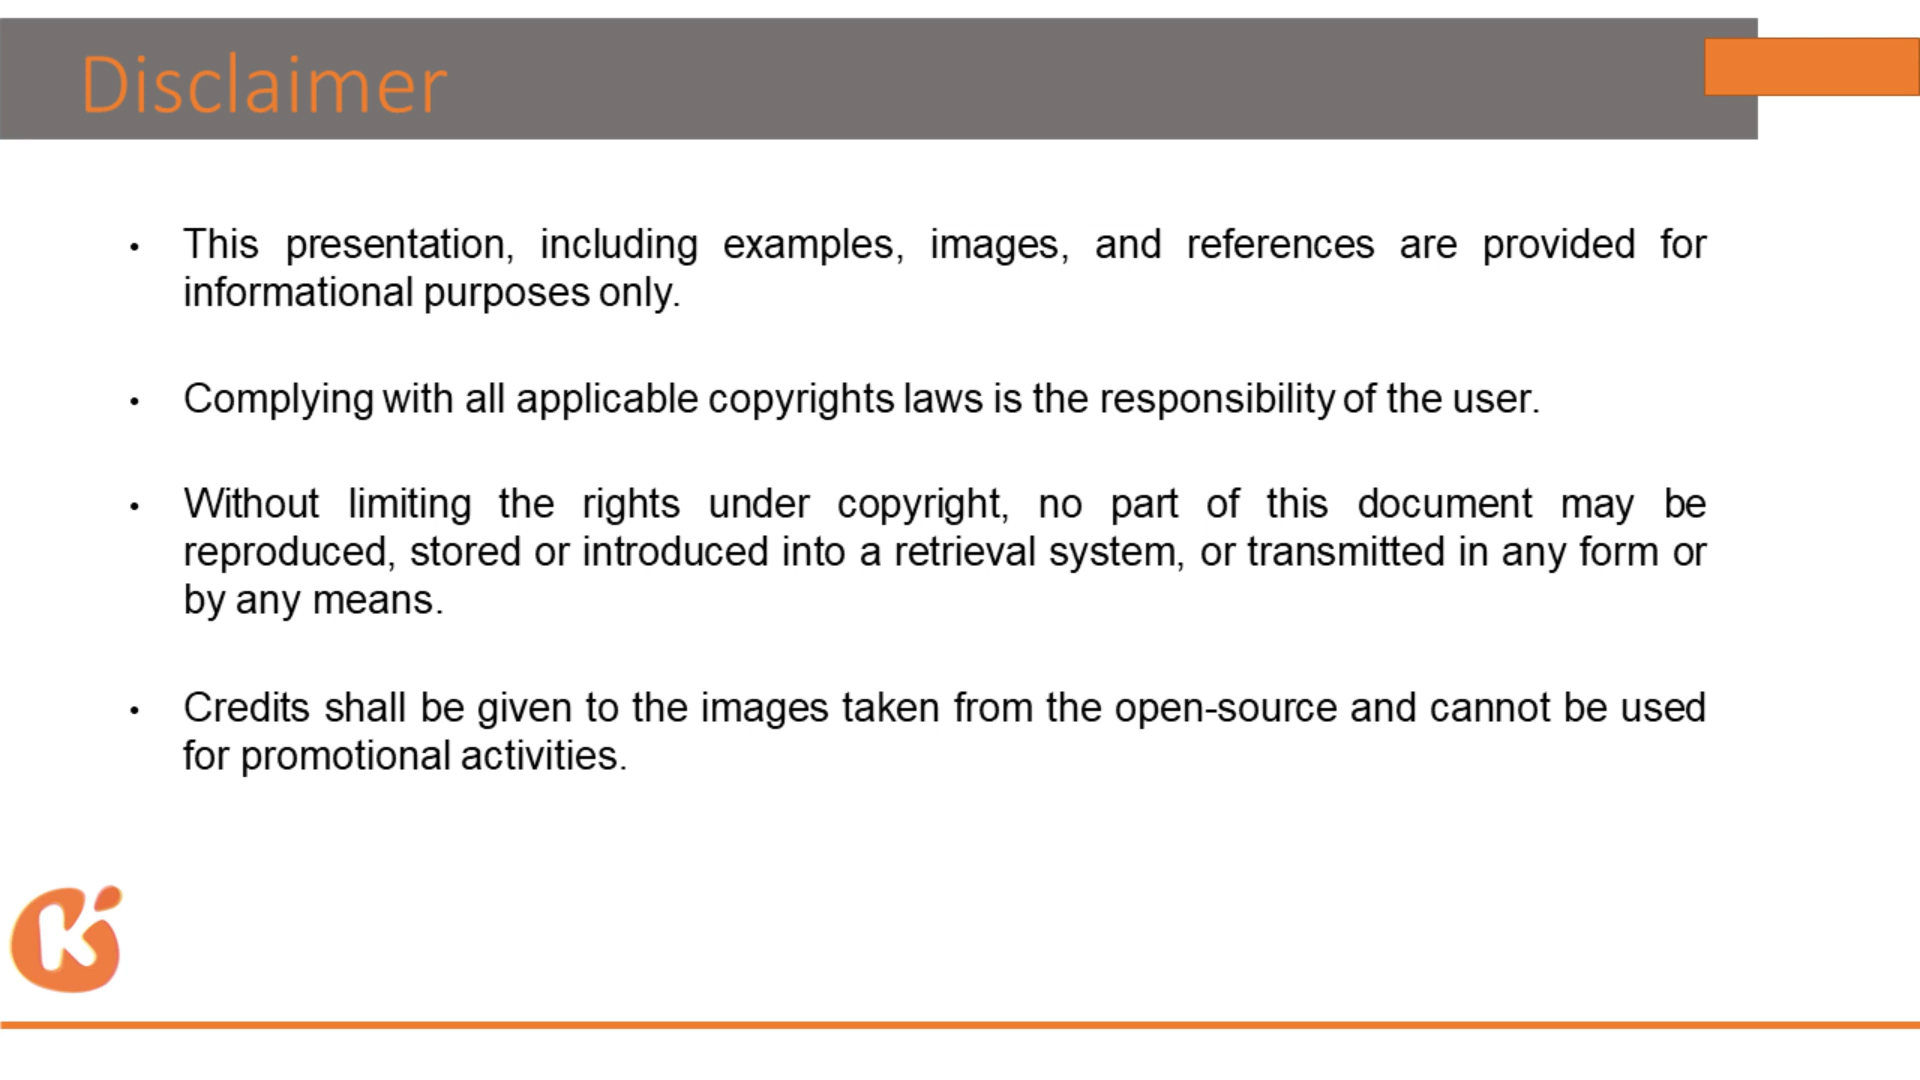 Disclaimer
• This presentation, including examples, images, and references are provided for
informational purposes only.
• Complying with all applicable copyrights laws is the responsibility of the user.
• Without limiting the rights under copyright, no part of this document may be
reproduced, stored or introduced into a retrieval system, or transmitted in any form or
by any means.
• Credits shall be given to the images taken from the open-source and cannot be used
for promotional activities.
K